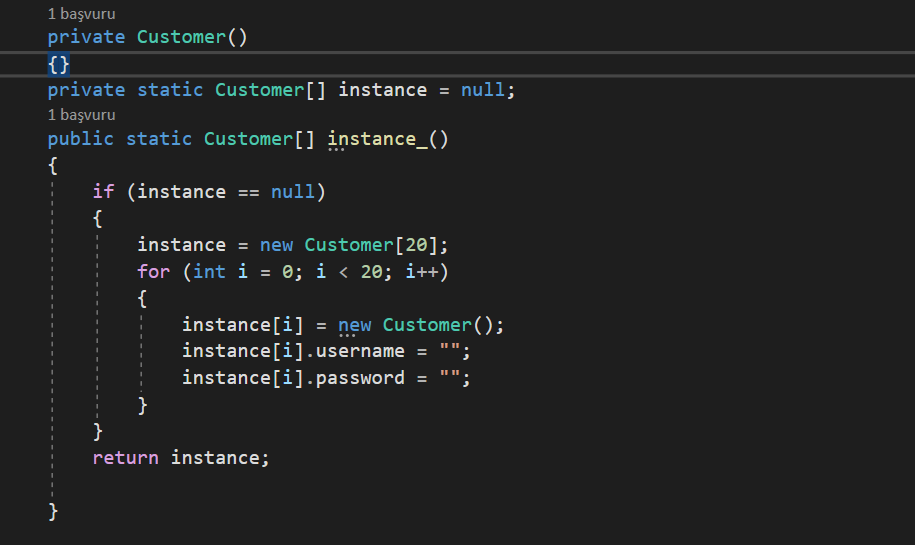 1 başvuru
private Customer()
{}
private static Customer[] instance = null;
1 başvuru
public static Customer[] instance_()
{
if (instance == null)
{
instance = new Customer[20];
for (int i = 0; i < 20; i++)
{
instance[i] = new Customer();
instance[i].username = "";
instance[i].password = "";
}
}
return instance;
}